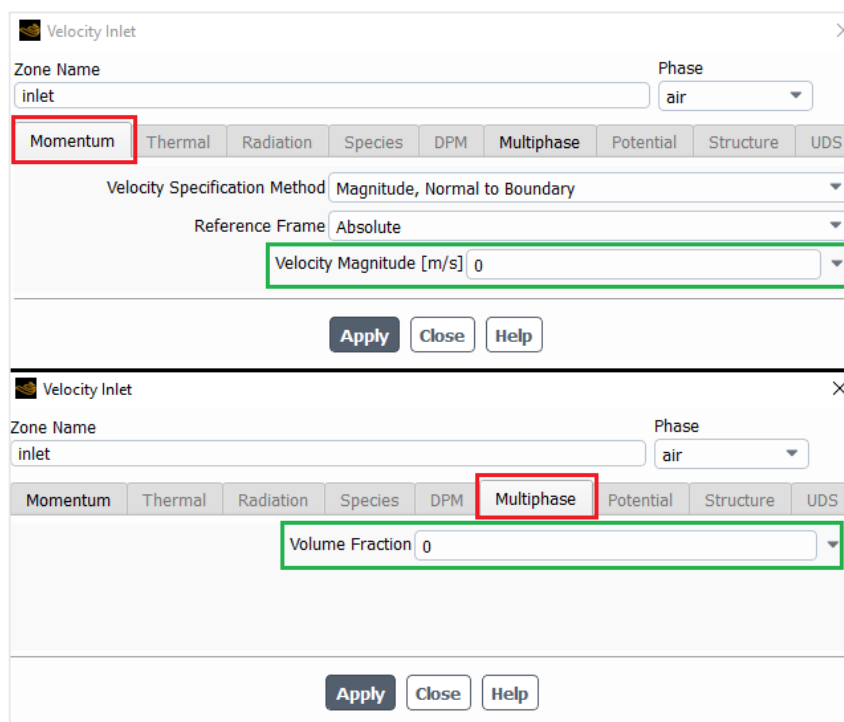 Velocity Inlet
Zone Name Phase
inlet air
Momentum Thermal Radiation Species DPM Multiphase Potential Structure UDS
Velocity Specification Method Magnitude, Normal to Boundary
Reference Frame Absolute
Velocity Magnitude [m/s] 0
Apply Close Help
Velocity Inlet
Zone Name Phase
inlet air
Momentum Thermal Radiation Species DPM Multiphase Potential Structure UDS
Volume Fraction 0
Apply Close Help